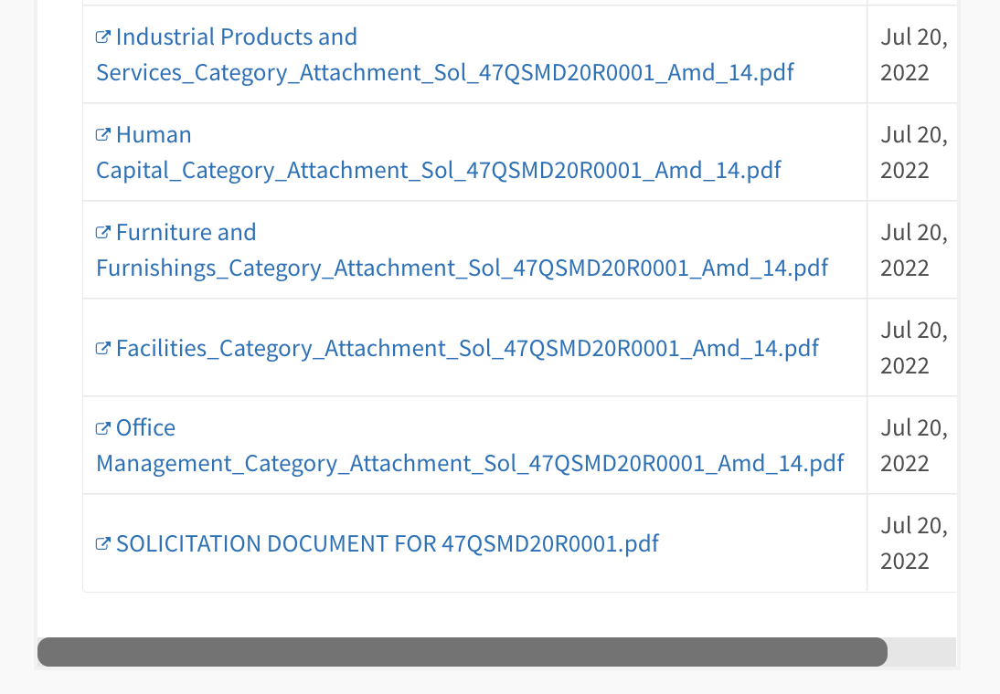 Industrial Products and
Services_Category_Attachment_Sol_47QSMD20R0001_Amd_14.pdf
Jul 20,
2022
Human
Capital_Category_Attachment_Sol_47QSMD20R0001_Amd_14.pdf
Jul 20,
2022
Furniture and
Furnishings_Category_Attachment_Sol_47QSMD20R0001_Amd_14.pdf
Jul 20,
2022
Facilities_Category_Attachment_Sol_47QSMD20R0001_Amd_14.pdf
Jul 20,
2022
Office
Management_Category_Attachment_Sol_47QSMD20R0001_Amd_14.pdf
Jul 20,
2022
SOLICITATION DOCUMENT FOR 47QSMD20R0001.pdf
Jul 20,
2022